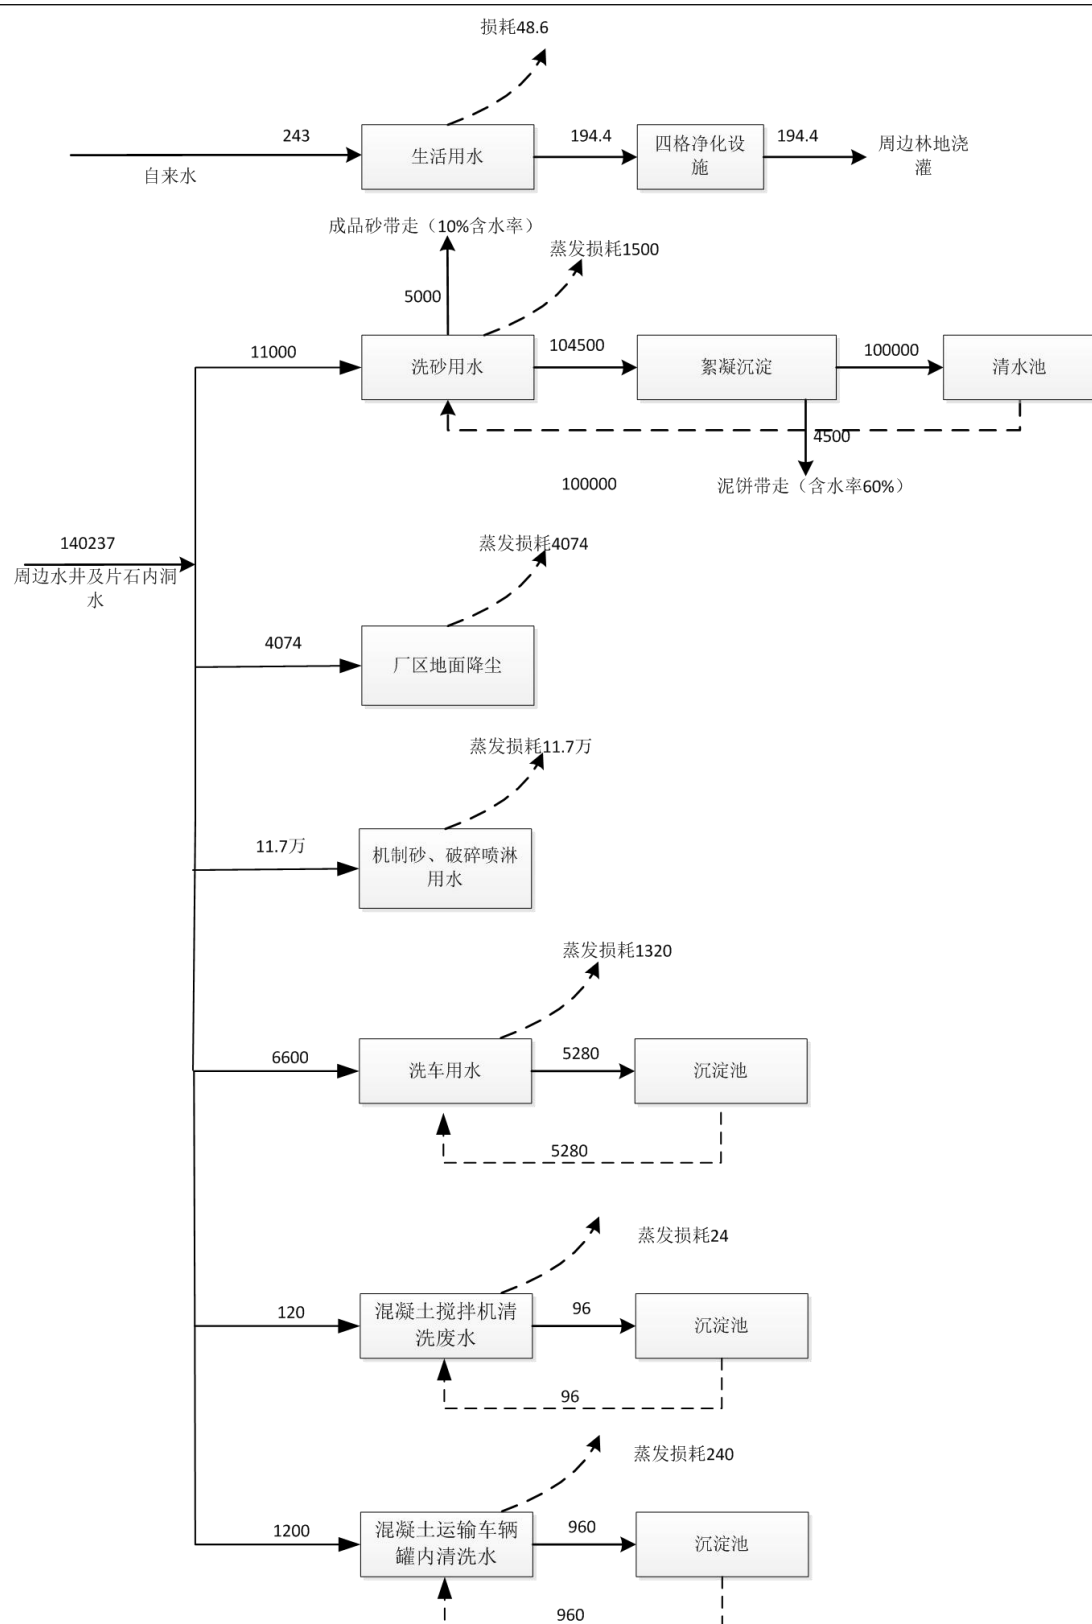 损耗48.6
243
自来水
生活用水
194.4
四格净化设
施
194.4
周边林地浇
灌
成品砂带走（10%含水率）
蒸发损耗1500
5000
11000
洗砂用水
104500
絮凝沉淀
100000
清水池
4500
100000
泥饼带走（含水率60%）
140237
周边水井及片石内涧
水
蒸发损耗4074
4074
厂区地面降尘
蒸发损耗11.7万
11.7万
机制砂、破碎喷淋
用水
蒸发损耗1320
6600
洗车用水
5280
沉淀池
5280
蒸发损耗24
120
混凝土搅拌机清
洗废水
96
沉淀池
96
蒸发损耗240
1200
混凝土运输车辆
罐内清洗水
960
沉淀池
960